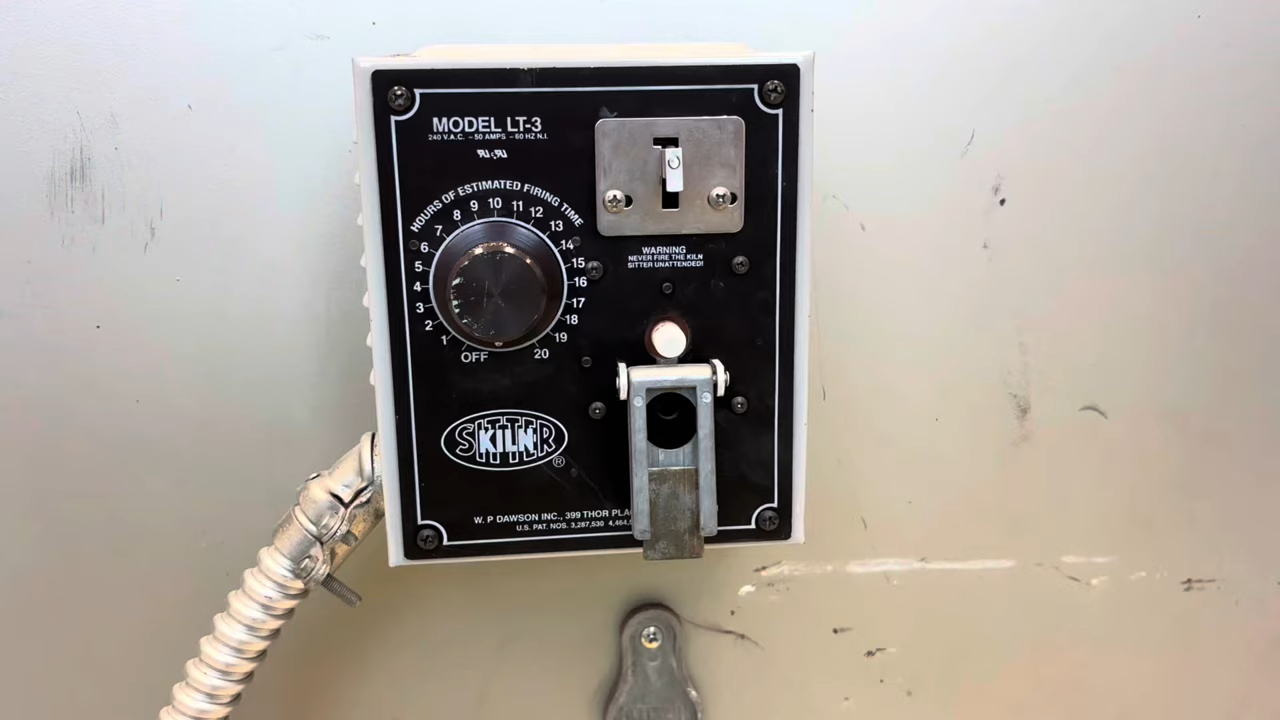 MODEL LT-3
240 V.A.C. ~ 50 AMPS ~ 60 HZ N.I.
HOURS OF ESTIMATED FIRING TIME
OFF 1 2 3 4 5 6 7 8 9 10 11 12 13 14 15 16 17 18 19 20
WARNING
NEVER FIRE THE KILN
SITTER UNATTENDED!
SITTER
KILN
®
W. P DAWSON INC., 399 THOR
U.S. PAT. NOS. 3,287,530